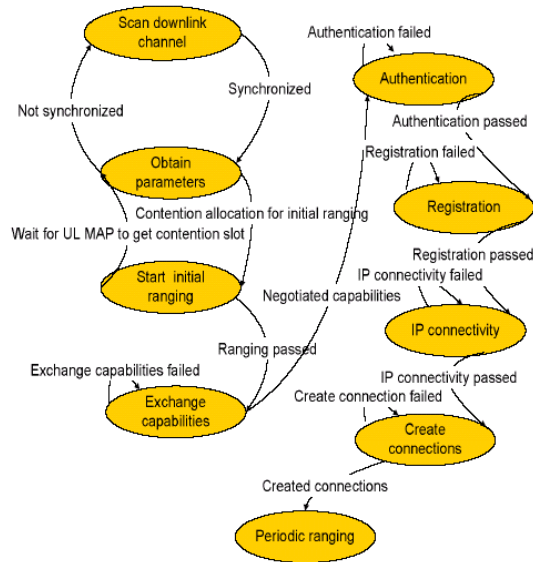 Scan downlink
channel
Synchronized
Not synchronized
Obtain
parameters
Contention allocation for initial ranging
Wait for UL MAP to get contention slot
Start initial
ranging
Ranging passed
Exchange capabilities failed
Exchange
capabilities
Negotiated capabilities
Authentication failed
Authentication
Authentication passed
Registration failed
Registration
Registration passed
IP connectivity failed
IP connectivity
IP connectivity passed
Create connection failed
Create
connections
Created connections
Periodic ranging